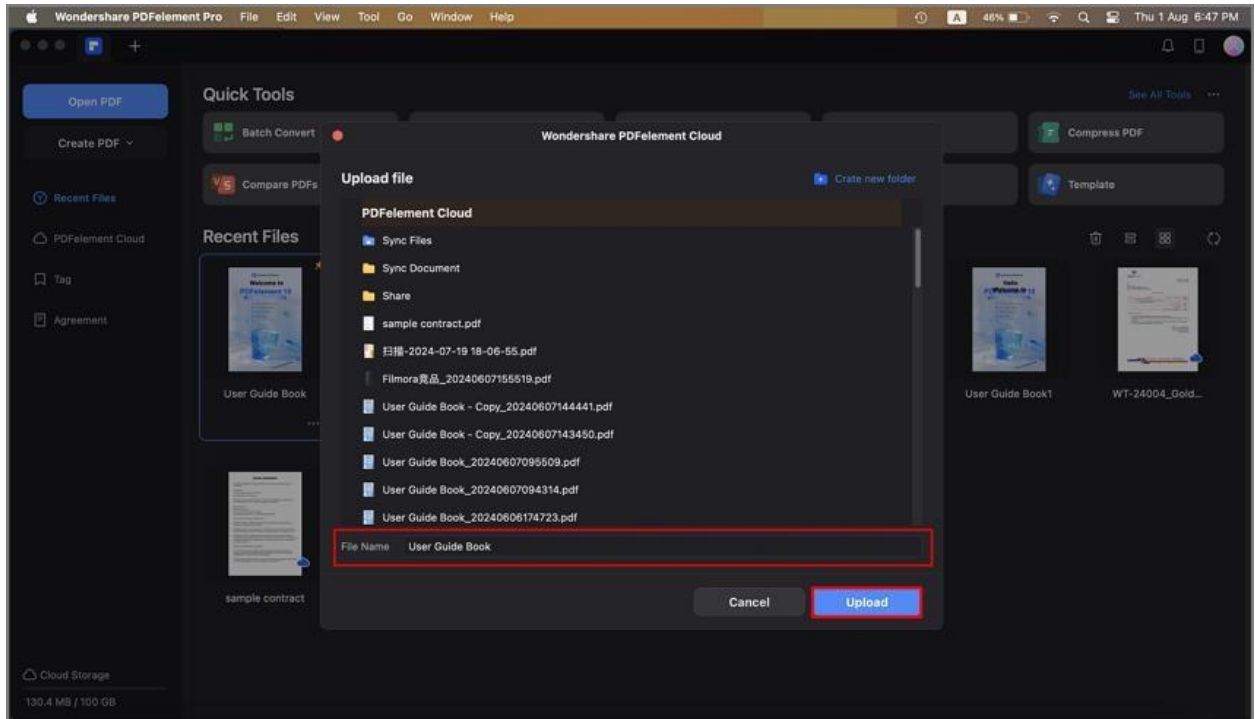 Wondershare PDFelement Pro File Edit View Tool Go Window Help A 46% Thu 1 Aug 6:47 PM
Open PDF
Create PDF
Recent Files
PDFelement Cloud
Tag
Agreement
Cloud Storage
130.4 MB / 100 GB
Quick Tools
See All Tools
Batch Convert
Compress PDF
Compare PDFs
Template
Recent Files
Welcome to
User Guide Book
User Guide Book1
WT-24004_Gold...
sample contract
Wondershare PDFelement Cloud
Upload file
Crate new folder
PDFelement Cloud
Sync Files
Sync Document
Share
sample contract.pdf
扫描-2024-07-19 18-06-55.pdf
Filmora竞品_20240607155519.pdf
User Guide Book - Copy_20240607144441.pdf
User Guide Book - Copy_20240607143450.pdf
User Guide Book_20240607095509.pdf
User Guide Book_20240607094314.pdf
User Guide Book_20240606174723.pdf
File Name User Guide Book
Cancel
Upload